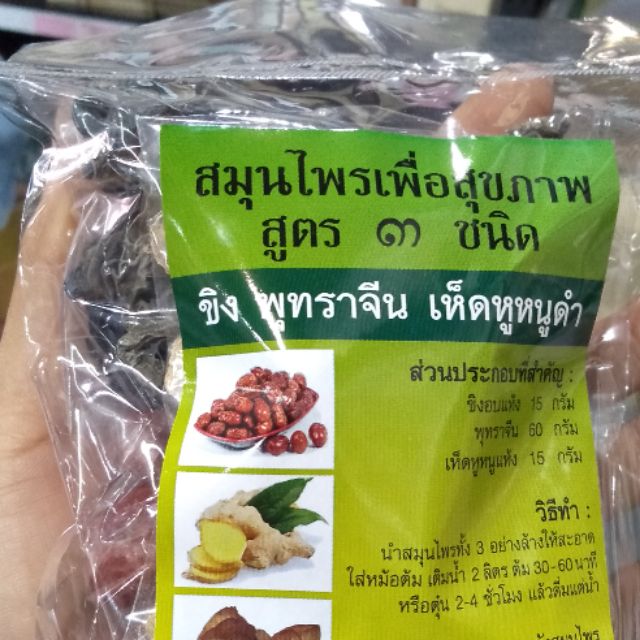 สมุนไพรเพื่อสุขภาพ
สูตร ๓ ชนิด
ขิง พุทราจีน เห็ดหูหนูดำ
ส่วนประกอบที่สำคัญ :
ขิงอบแห้ง 15 กรัม
พุทราจีน 60 กรัม
เห็ดหูหนูแห้ง 15 กรัม
วิธีทำ :
นำสมุนไพรทั้ง 3 อย่างล้างให้สะอาด
ใส่หม้อต้ม เติมน้ำ 2 ลิตร ต้ม 30-60 นาที
หรือตุ๋น 2-4 ชั่วโมง แล้วดื่มแต่น้ำ